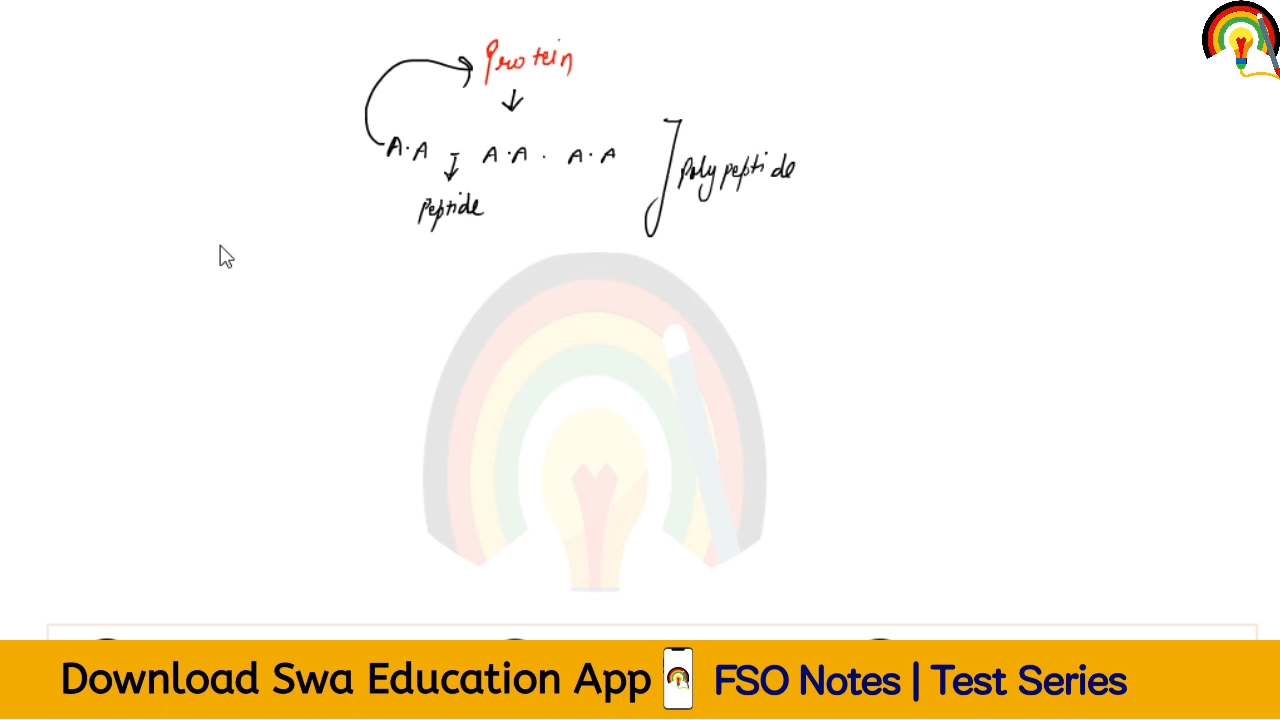 Protein
A.A - A.A . A.A
Polypeptide
Peptide
Download Swa Education App
FSO Notes | Test Series